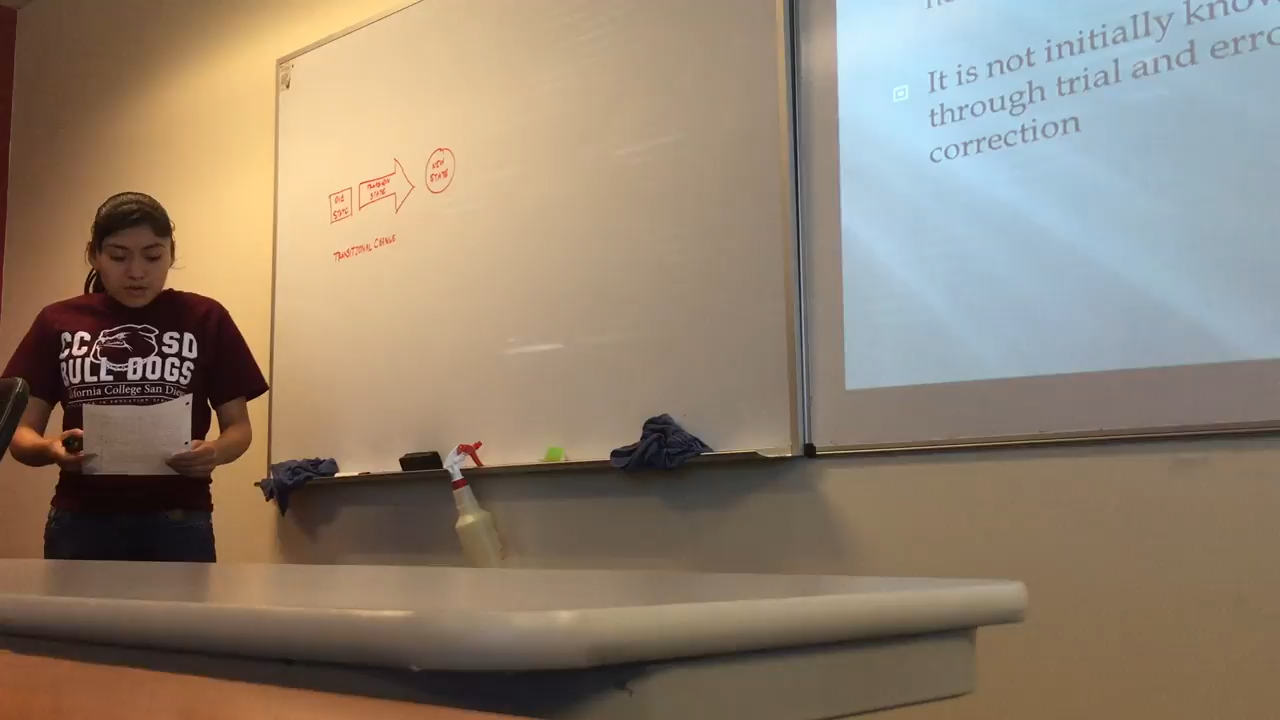 CC SD
BULL DOGS
California College San Die
OLD
STATE
TRANSITION
STATE
NEW
STATE
TRANSITIONAL CHANGE
It is not initially know
through trial and erro
correction